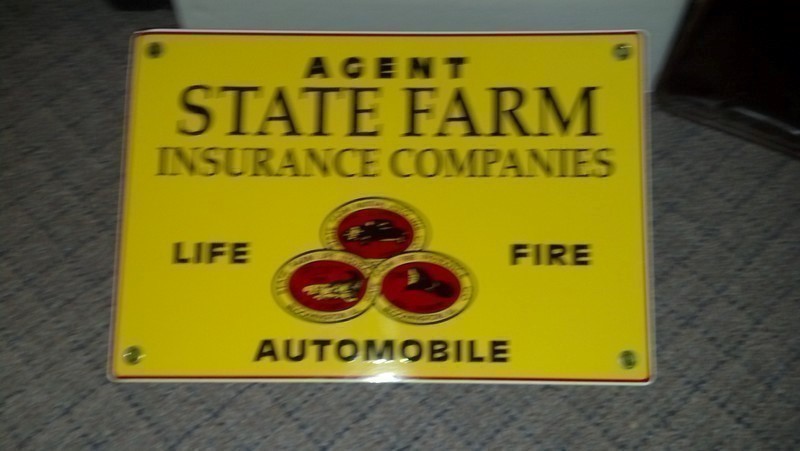 AGENT
STATE FARM
INSURANCE COMPANIES
LIFE
FIRE
AUTOMOBILE